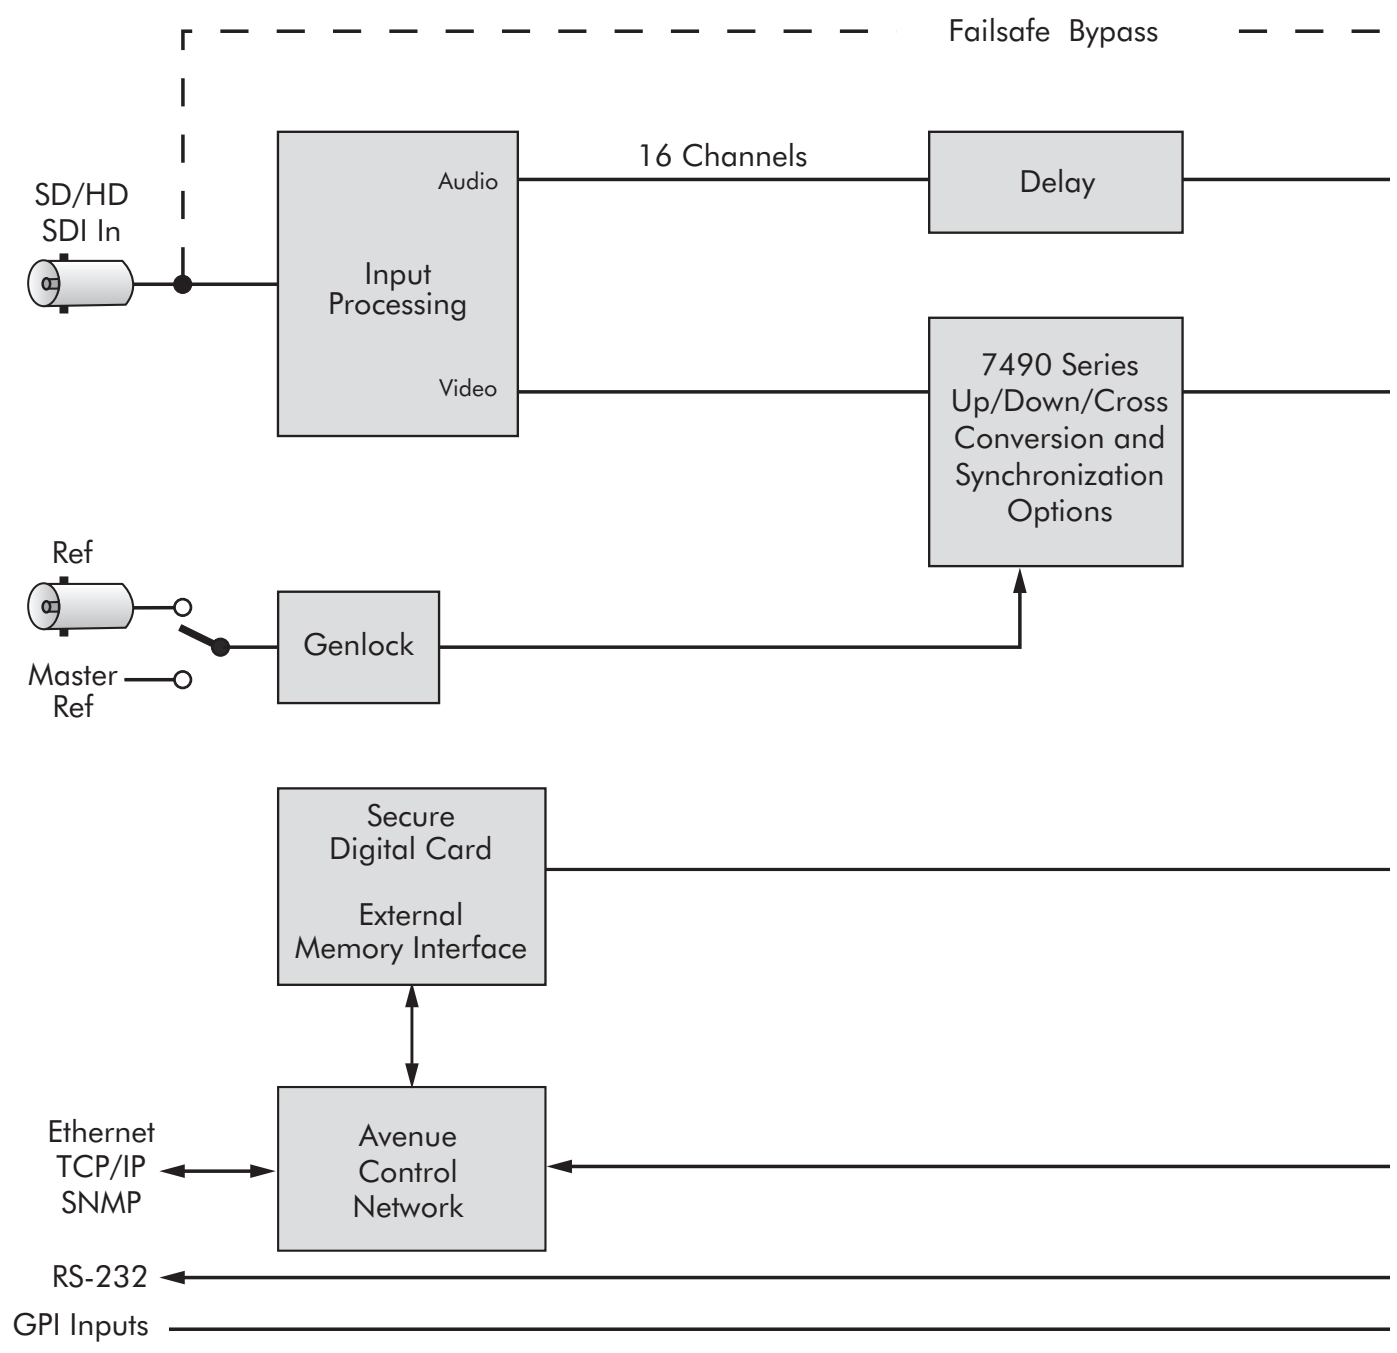 Failsafe Bypass
16 Channels
Audio
Delay
SD/HD
SDI In
Input
Processing
Video
7490 Series
Up/Down/Cross
Conversion and
Synchronization
Options
Ref
Genlock
Master
Ref
Secure
Digital Card
External
Memory Interface
Ethernet
TCP/IP
SNMP
Avenue
Control
Network
RS-232
GPI Inputs